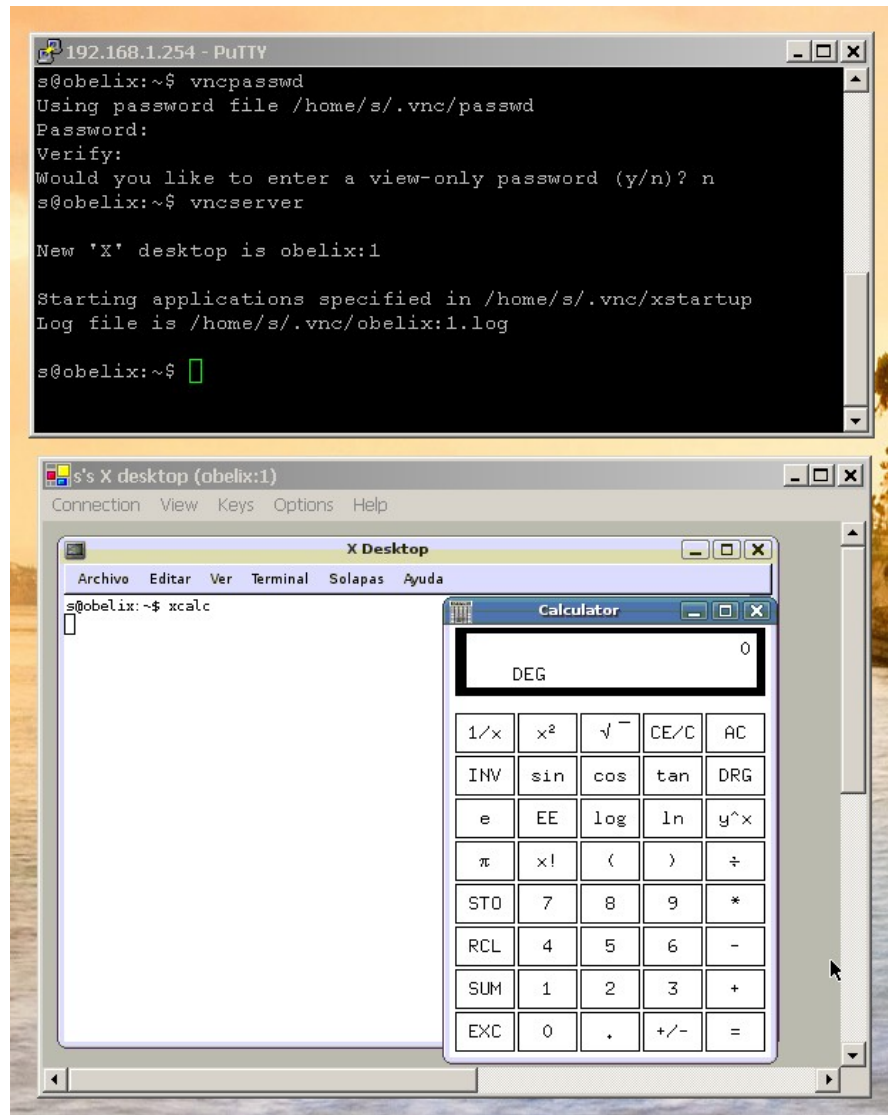 192.168.1.254 - PuTTY
s@obelix:~$ vncpasswd
Using password file /home/s/.vnc/passwd
Password:
Verify:
Would you like to enter a view-only password (y/n)? n
s@obelix:~$ vncserver
New 'X' desktop is obelix:1
Starting applications specified in /home/s/.vnc/xstartup
Log file is /home/s/.vnc/obelix:1.log
s@obelix:~$
s's X desktop (obelix:1)
Connection View Keys Options Help
X Desktop
Archivo Editar Ver Terminal Solapas Ayuda
s@obelix:~$ xcalc
Calculator
0
DEG
1/x x² √‾ CE/C AC
INV sin cos tan DRG
e EE log ln y^x
π x! ( ) ÷
STO 7 8 9 *
RCL 4 5 6 -
SUM 1 2 3 +
EXC 0 . +/- =